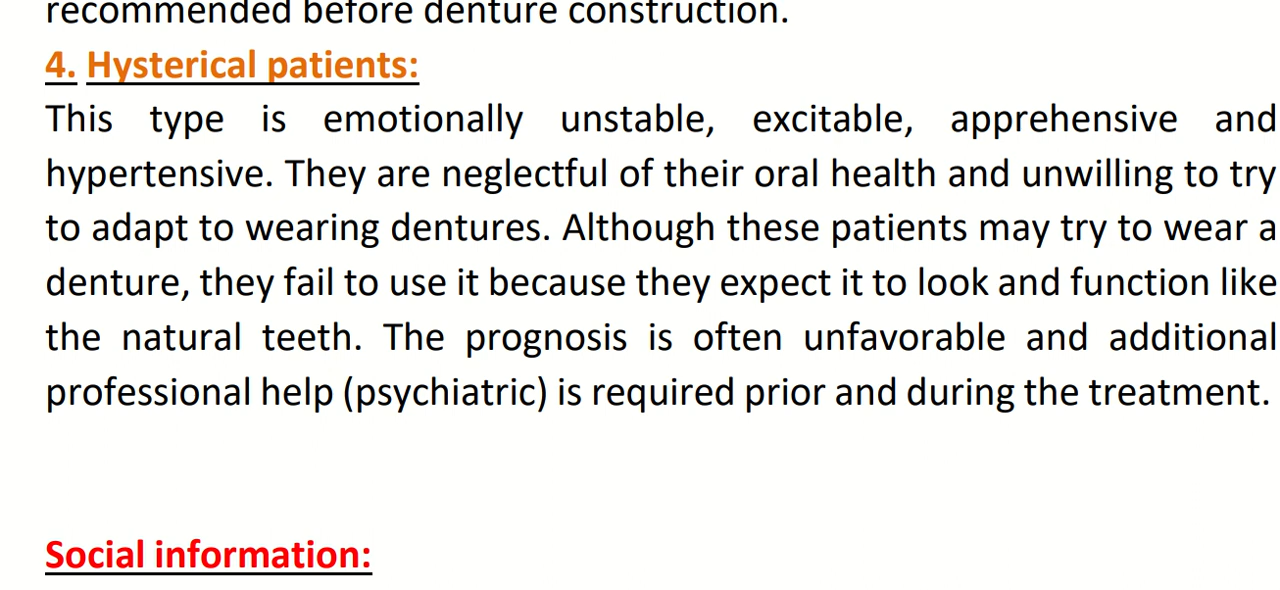 recommended before denture construction.
4. Hysterical patients:
This type is emotionally unstable, excitable, apprehensive and
hypertensive. They are neglectful of their oral health and unwilling to try
to adapt to wearing dentures. Although these patients may try to wear a
denture, they fail to use it because they expect it to look and function like
the natural teeth. The prognosis is often unfavorable and additional
professional help (psychiatric) is required prior and during the treatment.
Social information: